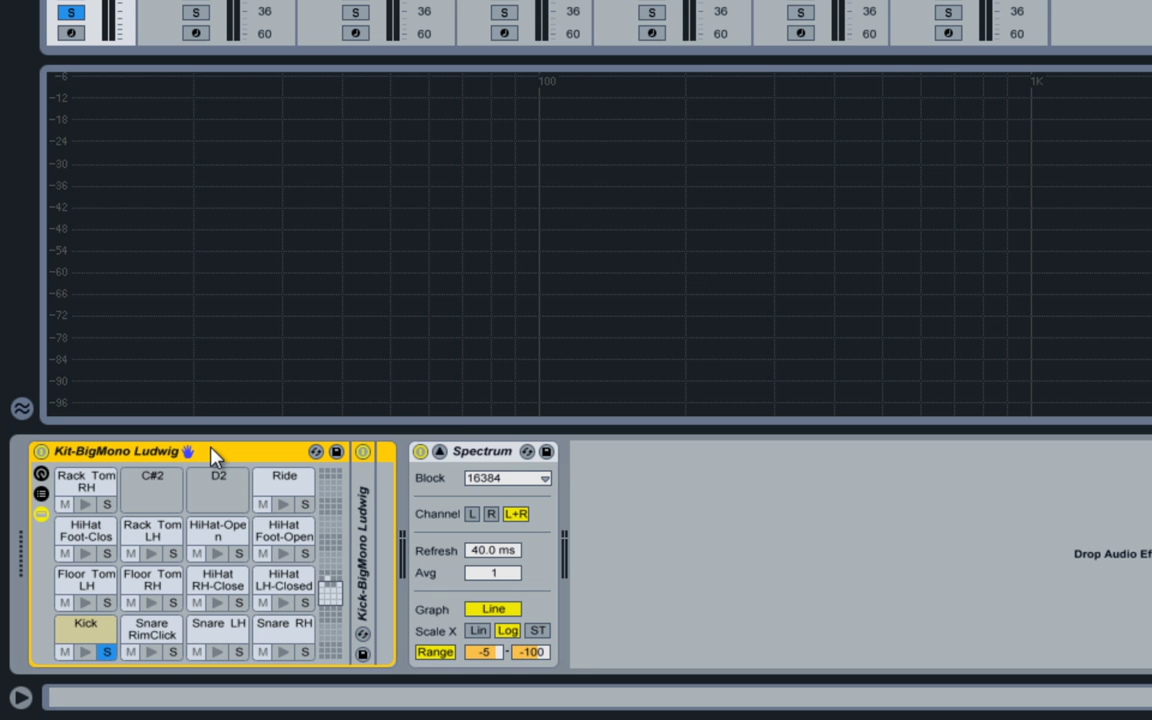 S 36 S 36 S 36 S 36 S 36 S 36 S
60 60 60 60 60 60
-6 100 1K
-12
-18
-24
-30
-36
-42
-48
-54
-60
-66
-72
-78
-84
-90
-96
Kit-BigMono Ludwig
Spectrum
Rack Tom RH C#2 D2 Ride
M S M S
HiHat Foot-Clos Rack Tom LH HiHat-Open HiHat Foot-Open
M S M S M S M S
Floor Tom LH Floor Tom RH HiHat RH-Close HiHat LH-Closed
M S M S M S M S
Kick Snare RimClick Snare LH Snare RH
M S M S M S M S
Kick-BigMono Ludwig
Block 16384
Channel L R L+R
Refresh 40.0 ms
Avg 1
Graph Line
Scale X Lin Log ST
Range -5 - -100
Drop Audio Ef